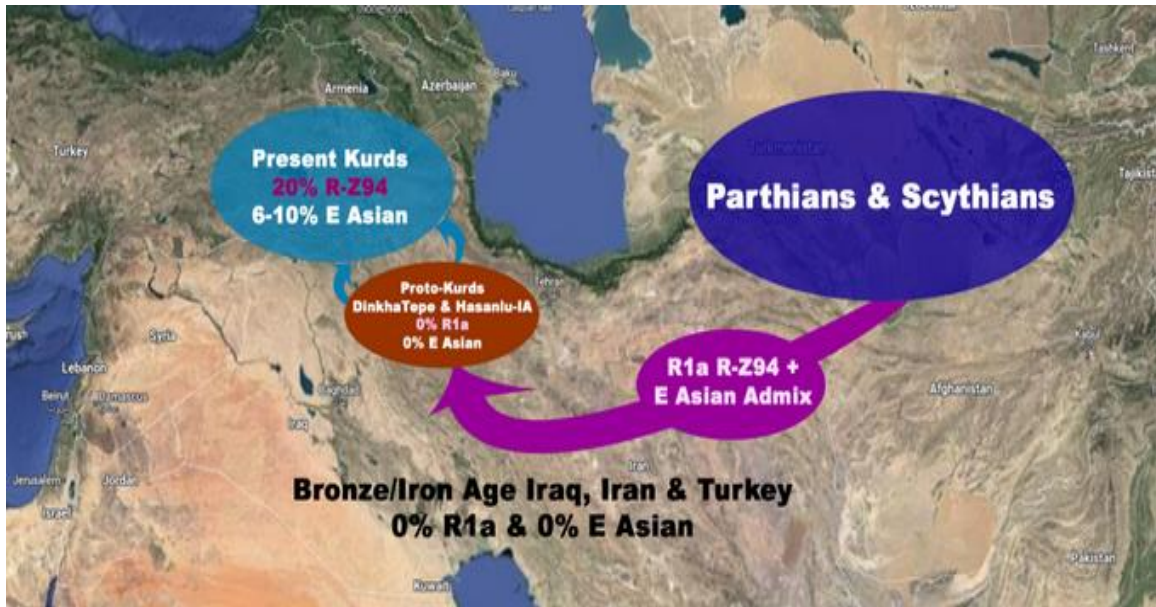 Armenia
Azerbaijan
Baku
Tashkent
Turkey
Turkmenistan
Tajikist
Present Kurds
20% R-Z94
6-10% E Asian
Parthians & Scythians
Proto-Kurds
DinkhaTepe & Hasanlu-IA
0% R1a
0% E Asian
Tehran
Syria
Kabul
Lebanon
Beirut
Damascus
Baghdad
R1a R-Z94 +
E Asian Admix
Afghanistan
Iraq
Iran
Jerusalem
Jordan
Israel
Bronze/Iron Age Iraq, Iran & Turkey
0% R1a & 0% E Asian
Pakistan
Kuwait